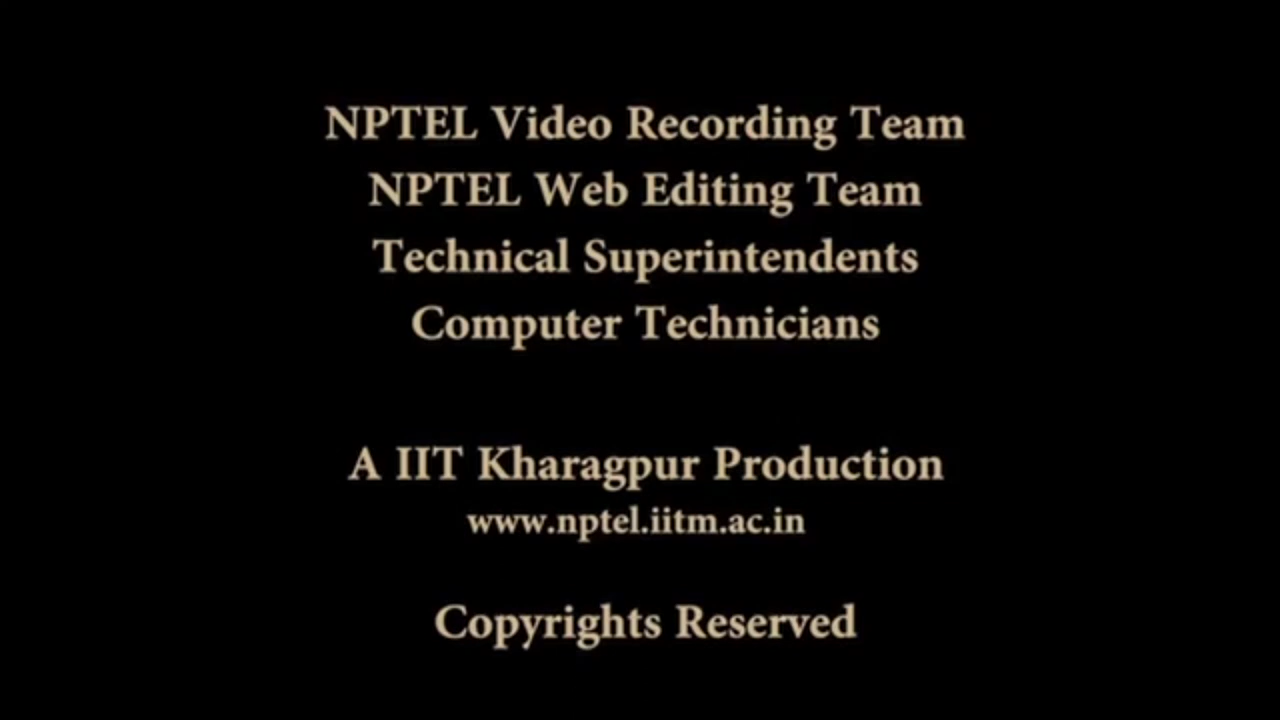 NPTEL Video Recording Team
NPTEL Web Editing Team
Technical Superintendents
Computer Technicians
A IIT Kharagpur Production
www.nptel.iitm.ac.in
Copyrights Reserved